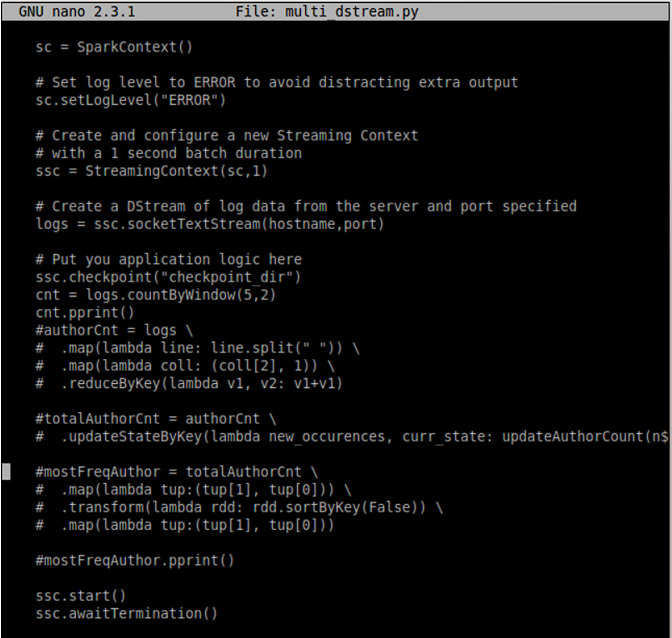 GNU nano 2.3.1 File: multi_dstream.py
sc = SparkContext()
# Set log level to ERROR to avoid distracting extra output
sc.setLogLevel("ERROR")
# Create and configure a new Streaming Context
# with a 1 second batch duration
ssc = StreamingContext(sc,1)
# Create a DStream of log data from the server and port specified
logs = ssc.socketTextStream(hostname,port)
# Put you application logic here
ssc.checkpoint("checkpoint_dir")
cnt = logs.countByWindow(5,2)
cnt.pprint()
#authorCnt = logs \
#  .map(lambda line: line.split(" ")) \
#  .map(lambda coll: (coll[2], 1)) \
#  .reduceByKey(lambda v1, v2: v1+v1)
#totalAuthorCnt = authorCnt \
#  .updateStateByKey(lambda new_occurences, curr_state: updateAuthorCount(n$
#mostFreqAuthor = totalAuthorCnt \
#  .map(lambda tup:(tup[1], tup[0])) \
#  .transform(lambda rdd: rdd.sortByKey(False)) \
#  .map(lambda tup:(tup[1], tup[0]))
#mostFreqAuthor.pprint()
ssc.start()
ssc.awaitTermination()